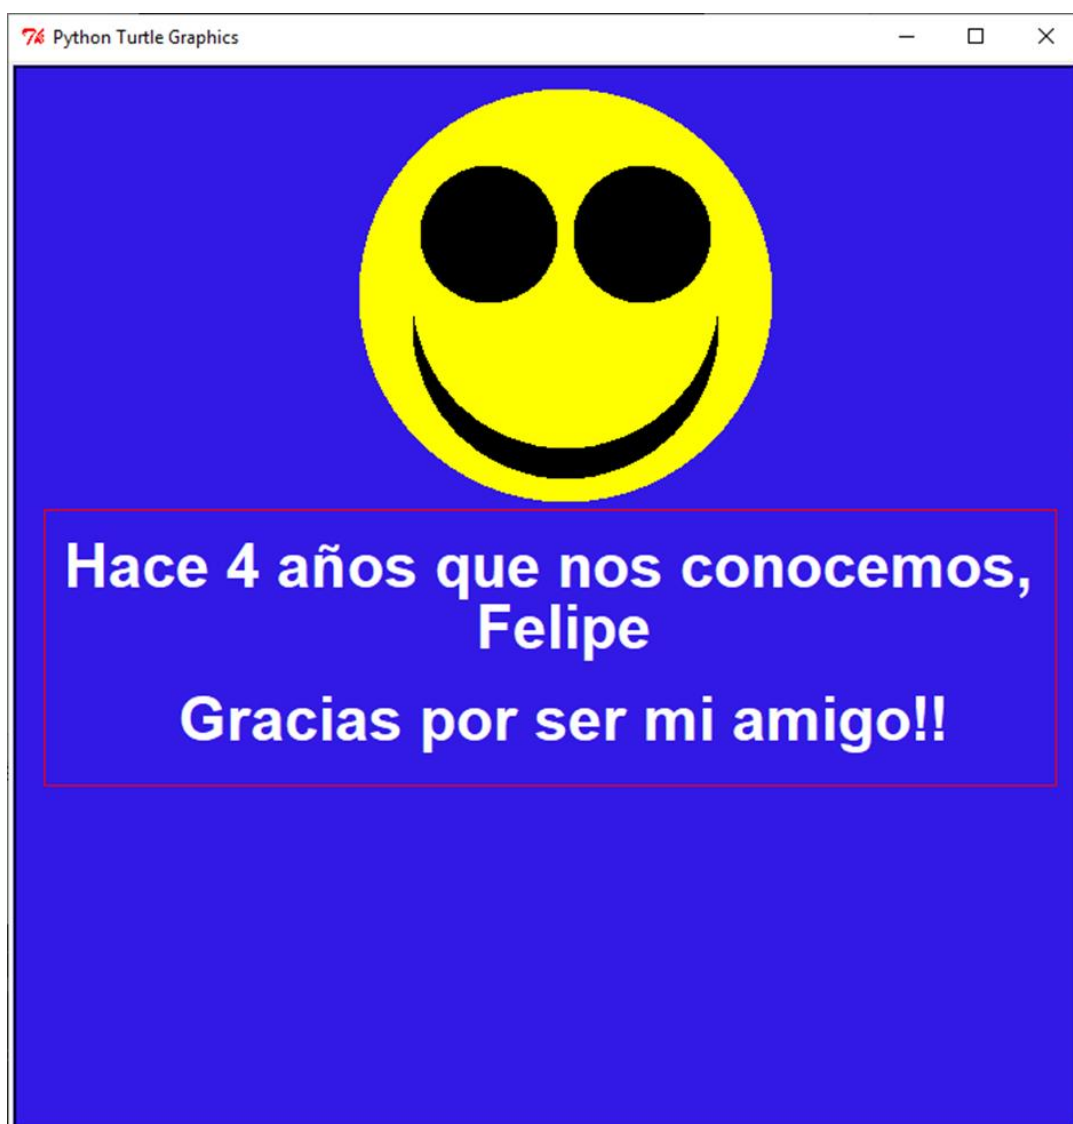 Python Turtle Graphics
Hace 4 años que nos conocemos,
Felipe
Gracias por ser mi amigo!!